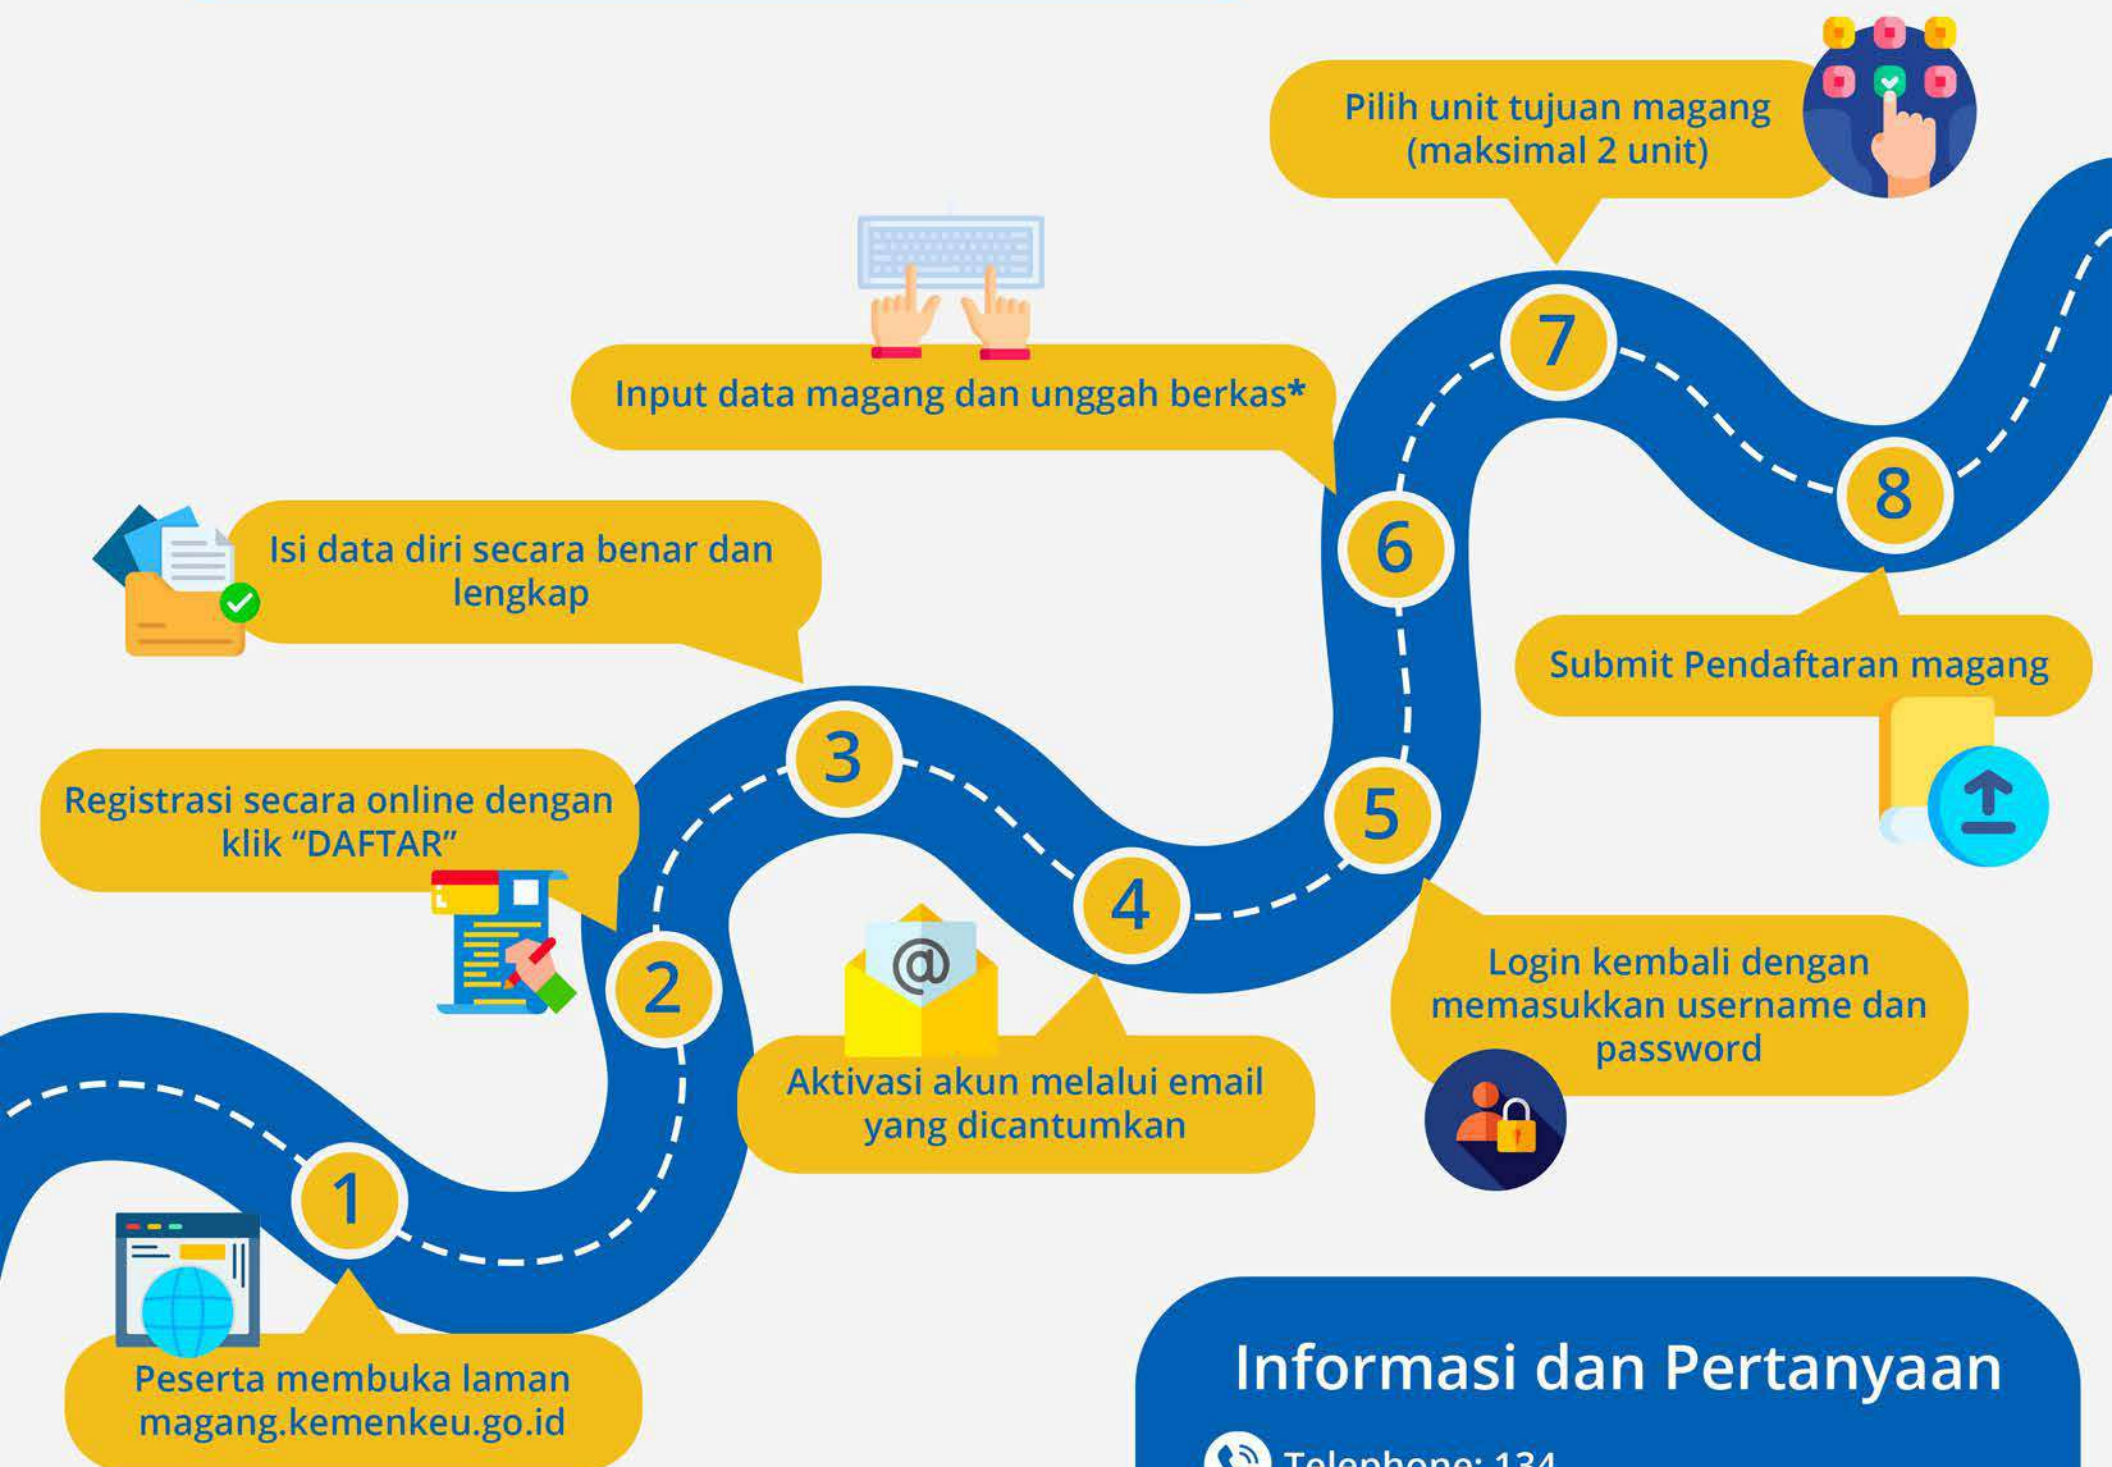 1
Peserta membuka laman
magang.kemenkeu.go.id
2
Registrasi secara online dengan
klik “DAFTAR”
3
Isi data diri secara benar dan
lengkap
4
@
Aktivasi akun melalui email
yang dicantumkan
5
Login kembali dengan
memasukkan username dan
password
6
Input data magang dan unggah berkas*
7
Pilih unit tujuan magang
(maksimal 2 unit)
8
Submit Pendaftaran magang
Informasi dan Pertanyaan
Telephone: 134